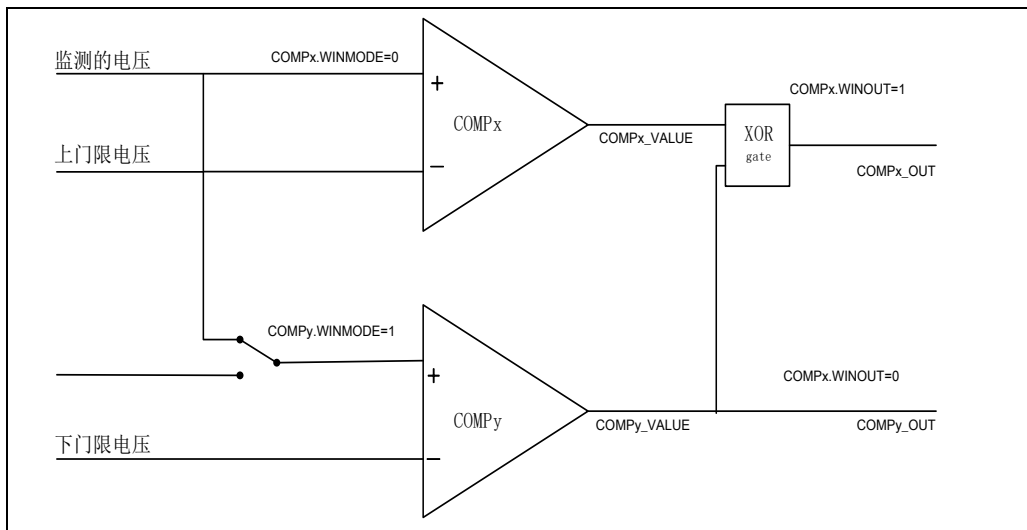 监测的电压
COMPx.WINMODE=0
+
COMPx
−
上门限电压
COMPx_VALUE
COMPx.WINOUT=1
XOR
gate
COMPx_OUT
COMPy.WINMODE=1
+
COMPy
−
下门限电压
COMPy_VALUE
COMPx.WINOUT=0
COMPy_OUT